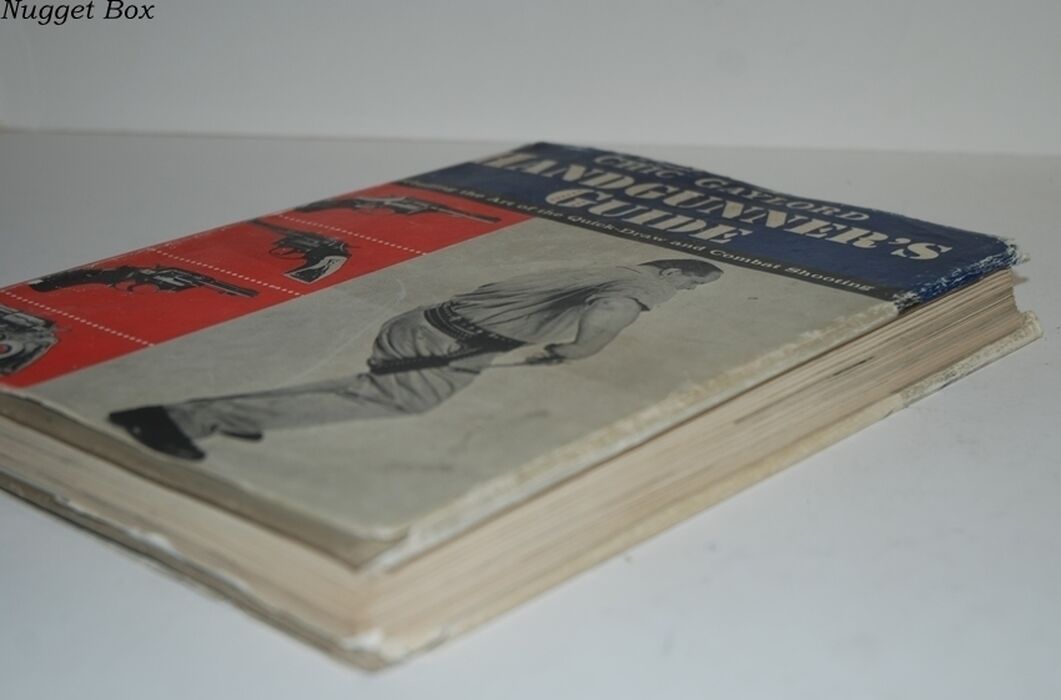 Nugget Box
CHIC GAYLORD
HANDGUNNER'S
GUIDE
the Art of the Quick-Draw and Combat Shooting